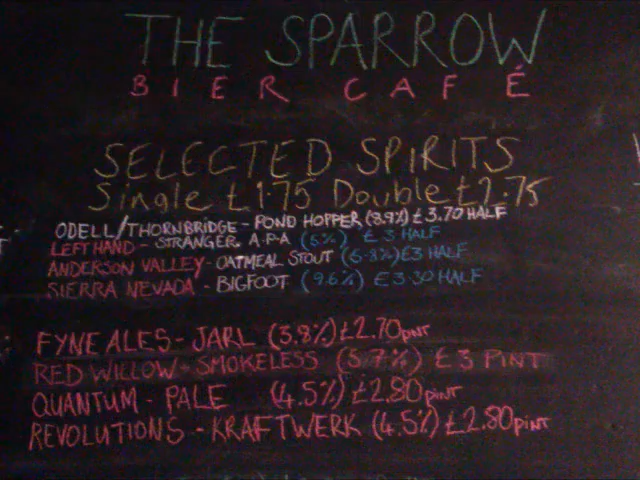 THE SPARROW
BIER CAFÉ
SELECTED SPIRITS
Single £1.75 Double £2.75
ODELL/THORNBRIDGE - POND HOPPER (8.9%) £3.70 HALF
LEFT HAND - STRANGER A.P.A (5%) £3 HALF
ANDERSON VALLEY - OATMEAL STOUT (5.8%) £3 HALF
SIERRA NEVADA - BIGFOOT (9.6%) £3.30 HALF
FYNE ALES - JARL (3.8%) £2.70 pint
RED WILLOW - SMOKELESS (5.7%) £3 PINT
QUANTUM - PALE (4.5%) £2.80 pint
REVOLUTIONS - KRAFTWERK (4.5%) £2.80 pint